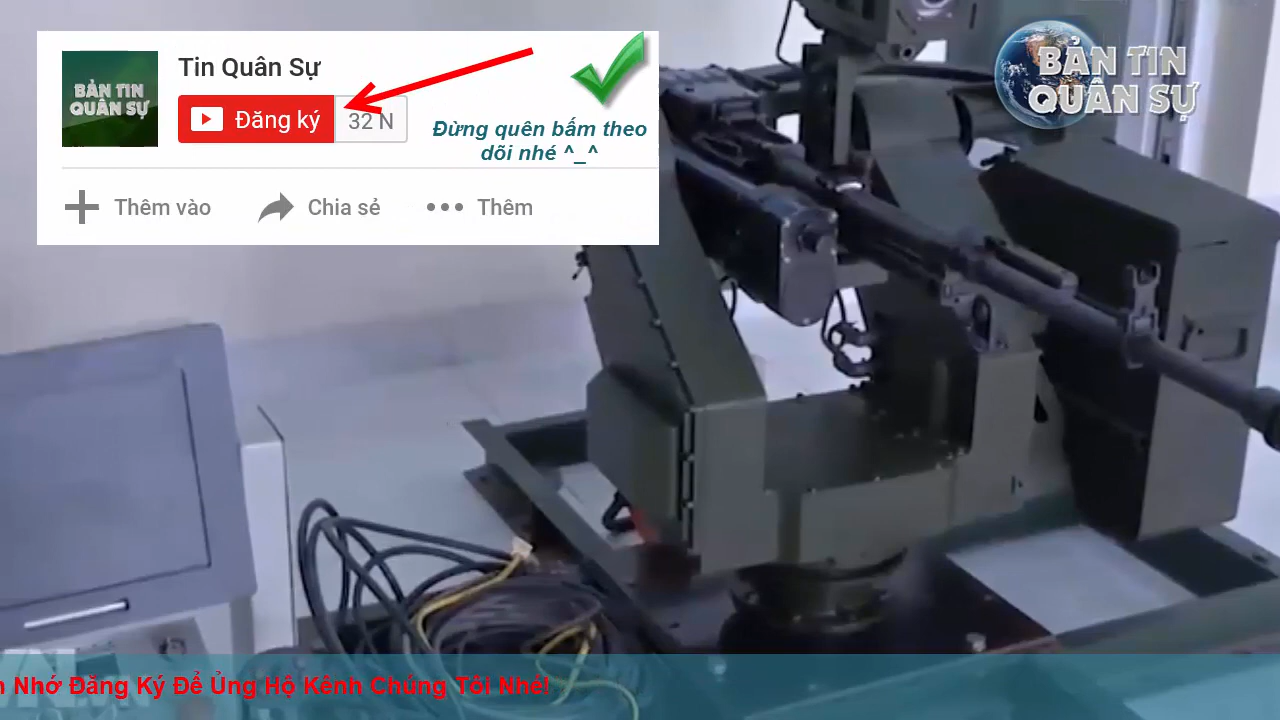 BẢN TIN
QUÂN SỰ
Tin Quân Sự
Đăng ký
32 N
Đừng quên bấm theo
dõi nhé ^_^
Thêm vào
Chia sẻ
Thêm
BẢN TIN
QUÂN SỰ
Nhớ Đăng Ký Để Ủng Hộ Kênh Chúng Tôi Nhé!